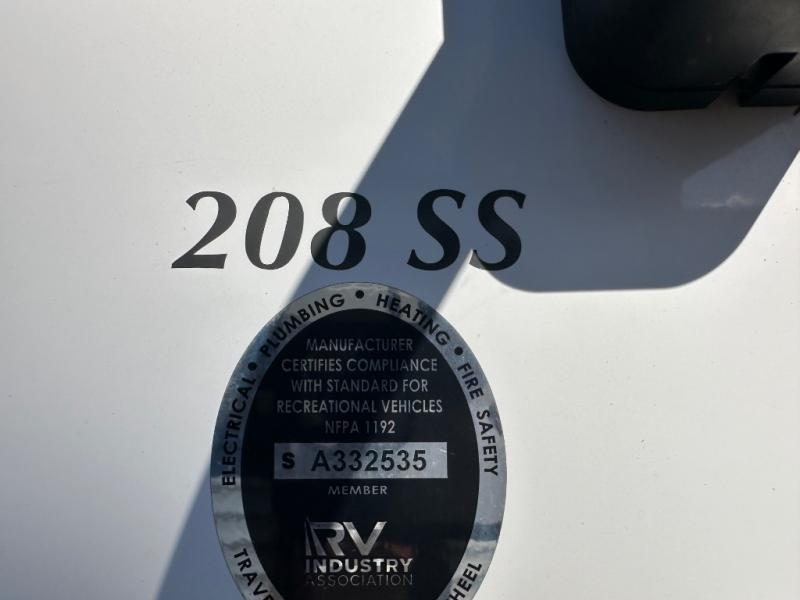 208 SS
ELECTRICAL • PLUMBING • HEATING • FIRE SAFETY
MANUFACTURER
CERTIFIES COMPLIANCE
WITH STANDARD FOR
RECREATIONAL VEHICLES
NFPA 1192
S A332535
MEMBER
RV
INDUSTRY
ASSOCIATION